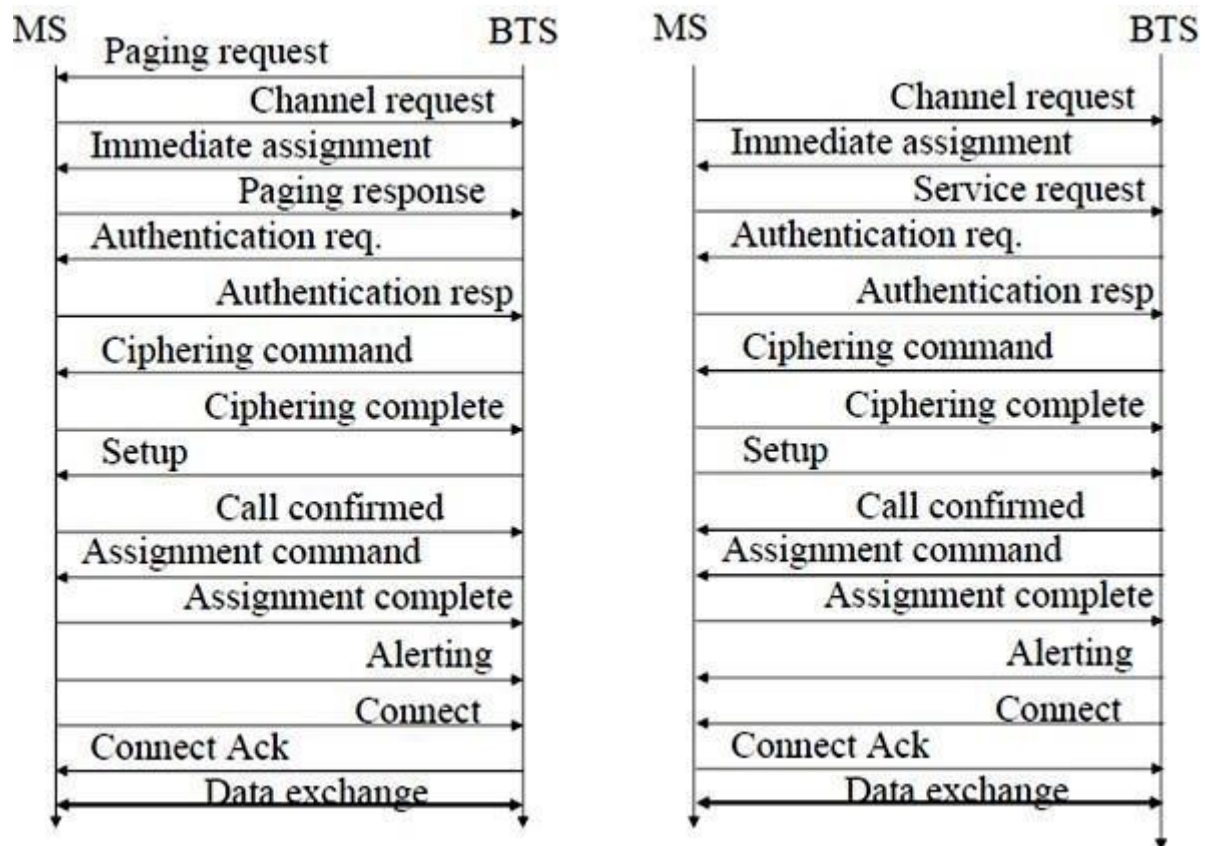 MS
BTS
Paging request
Channel request
Immediate assignment
Paging response
Authentication req.
Authentication resp
Ciphering command
Ciphering complete
Setup
Call confirmed
Assignment command
Assignment complete
Alerting
Connect
Connect Ack
Data exchange
MS
BTS
Channel request
Immediate assignment
Service request
Authentication req.
Authentication resp
Ciphering command
Ciphering complete
Setup
Call confirmed
Assignment command
Assignment complete
Alerting
Connect
Connect Ack
Data exchange